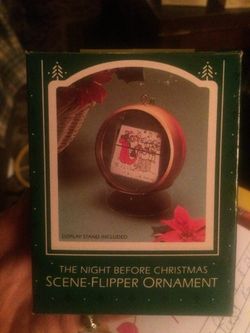 DISPLAY STAND INCLUDED
THE NIGHT BEFORE CHRISTMAS
SCENE-FLIPPER ORNAMENT